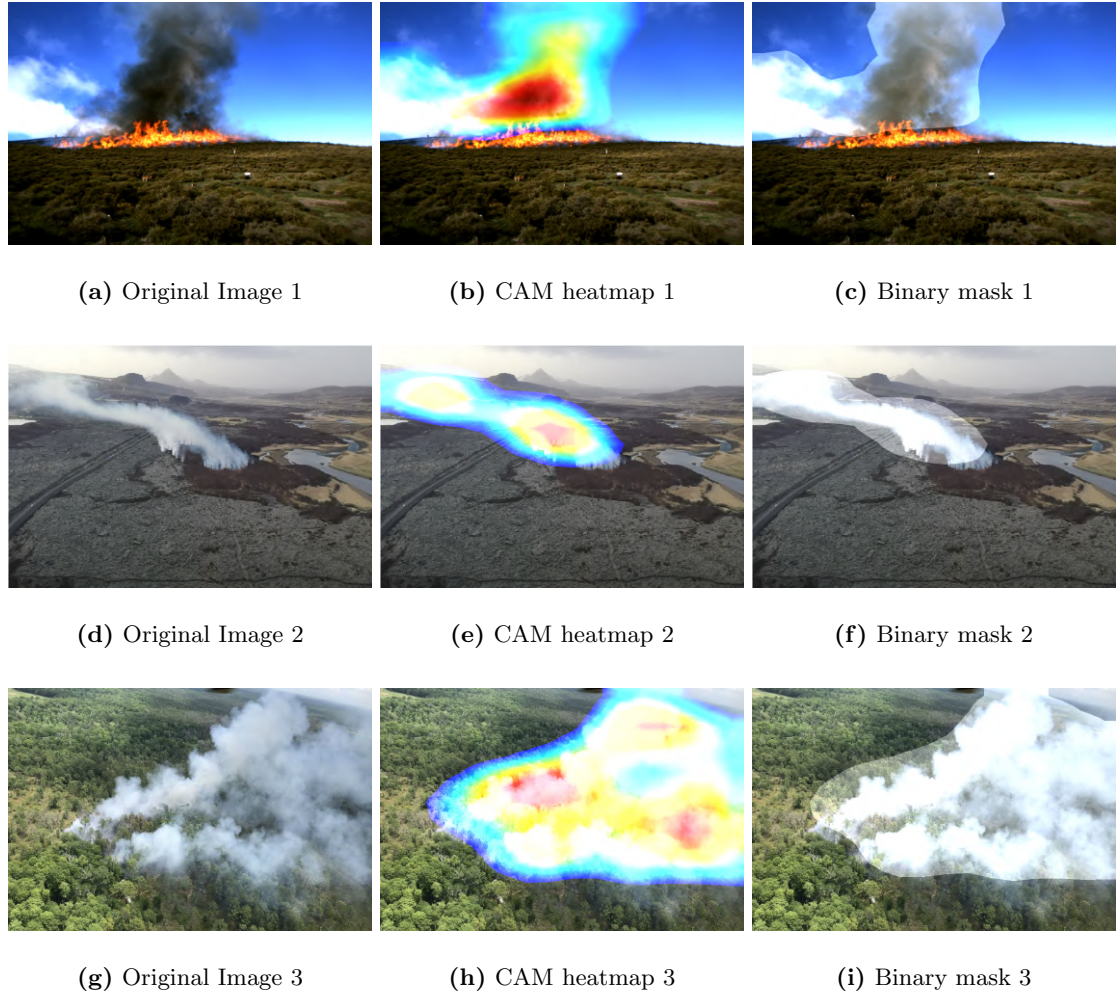 (a) Original Image 1
(b) CAM heatmap 1
(c) Binary mask 1
(d) Original Image 2
(e) CAM heatmap 2
(f) Binary mask 2
(g) Original Image 3
(h) CAM heatmap 3
(i) Binary mask 3